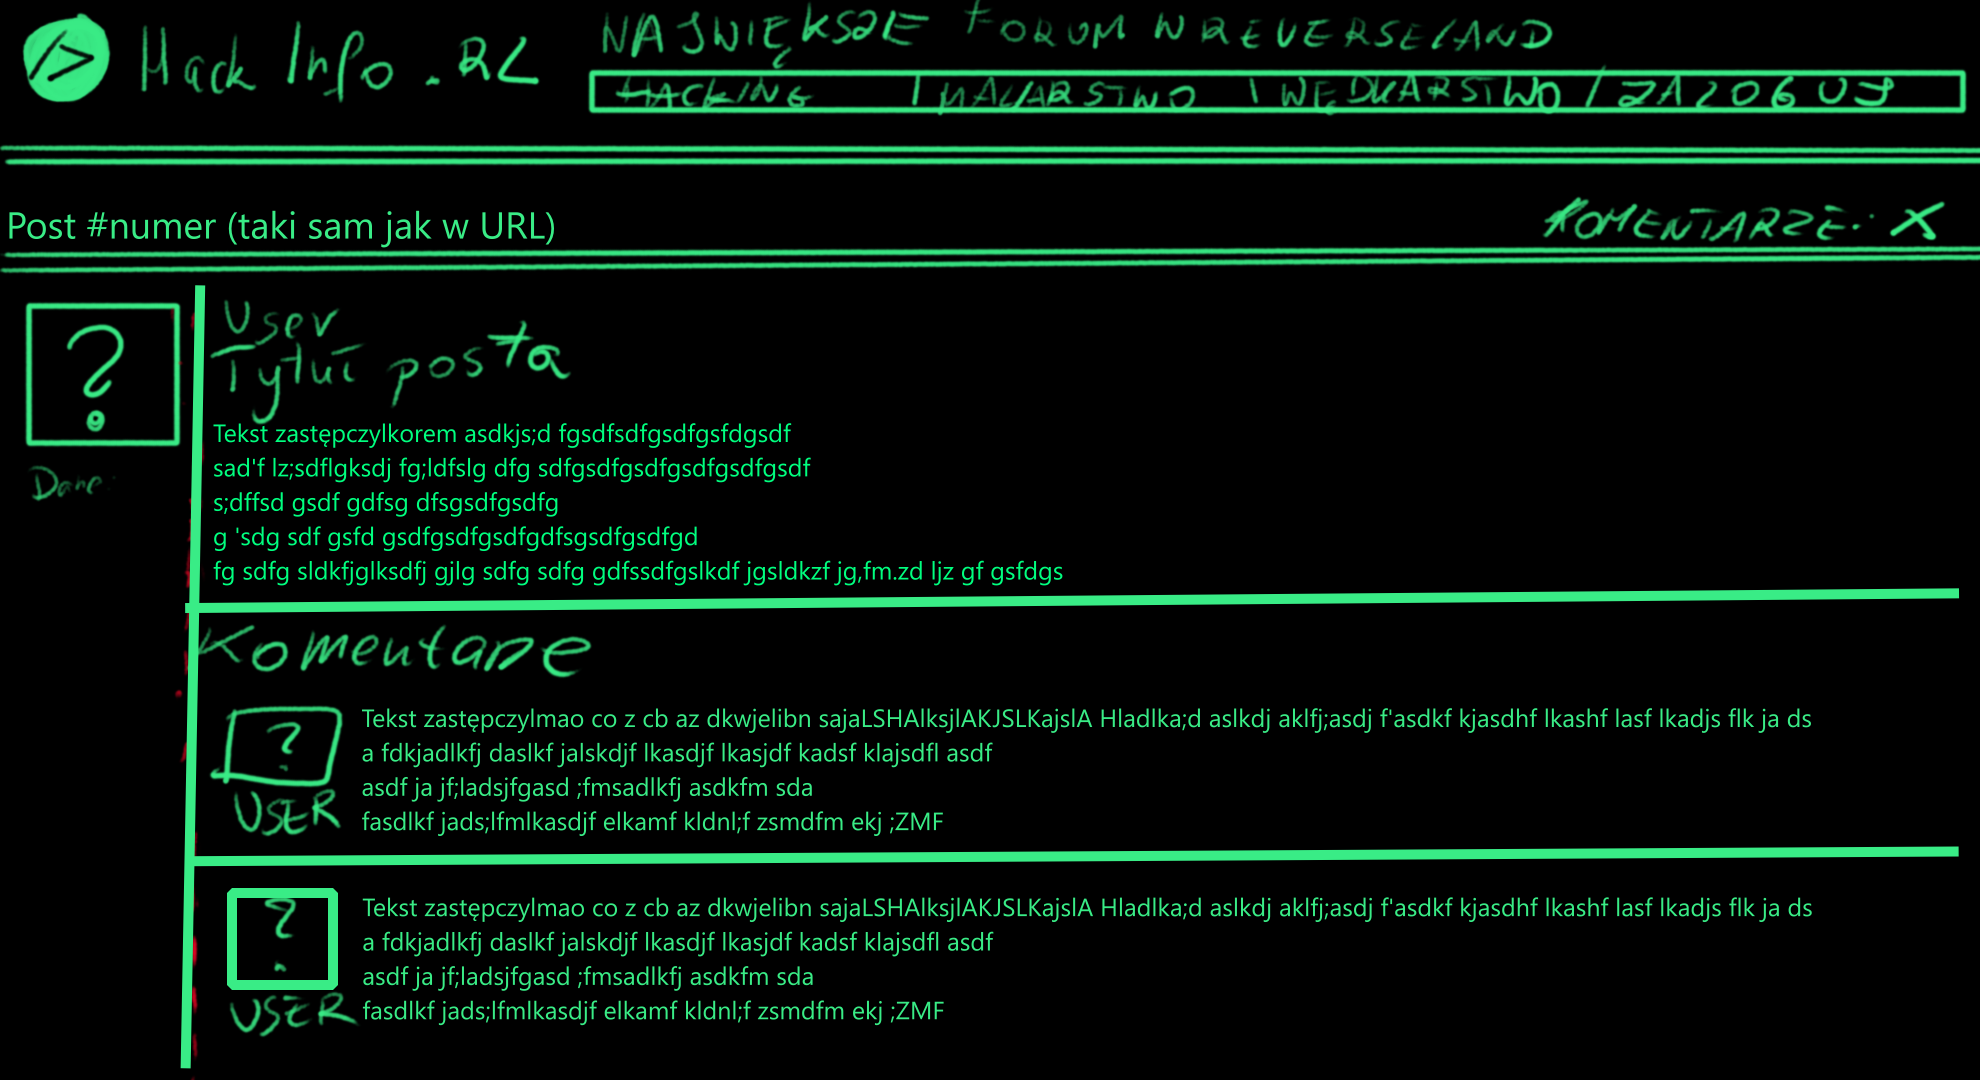 /> Hack Info.RL
NAJWIĘKSZE FORUM W REVERSELAND
HACKING | MALARSTWO | WĘDKARSTWO / ZALOGUJ
Post #numer (taki sam jak w URL)
KOMENTARZE: X
?
User
Tytuł posta
Dane:
Tekst zastępczylkorem asdkjs;d fgsdfsdfgsdfgsfdgsdf
sad'f lz;sdflgksdj fg;ldfslg dfg sdfgsdfgsdfgsdfgsdfgsdf
s;dffsd gsdf gdfsg dfsgsdfgsdfg
g 'sdg sdf gsfd gsdfgsdfgsdfgdfsgsdfgsdfgd
fg sdfg sldkfjglksdfj gjlg sdfg sdfg gdfssdfgslkdf jgsldkzf jg,fm.zd ljz gf gsfdgs
Komentarze
?
USER
Tekst zastępczylmao co z cb az dkwjelibn sajaLSHAlksjlAKJSLKajslA Hladlka;d aslkdj aklfj;asdj f'asdkf kjasdhf lkashf lasf lkadjs flk ja ds
a fdkjadlkfj daslkf jalskdjf lkasdjf lkasjdf kadsf klajsdfl asdf
asdf ja jf;ladsjfgasd ;fmsadlkfj asdkfm sda
fasdlkf jads;lfmlkasdjf elkamf kldnl;f zsmdfm ekj ;ZMF
?
USER
Tekst zastępczylmao co z cb az dkwjelibn sajaLSHAlksjlAKJSLKajslA Hladlka;d aslkdj aklfj;asdj f'asdkf kjasdhf lkashf lasf lkadjs flk ja ds
a fdkjadlkfj daslkf jalskdjf lkasdjf lkasjdf kadsf klajsdfl asdf
asdf ja jf;ladsjfgasd ;fmsadlkfj asdkfm sda
fasdlkf jads;lfmlkasdjf elkamf kldnl;f zsmdfm ekj ;ZMF